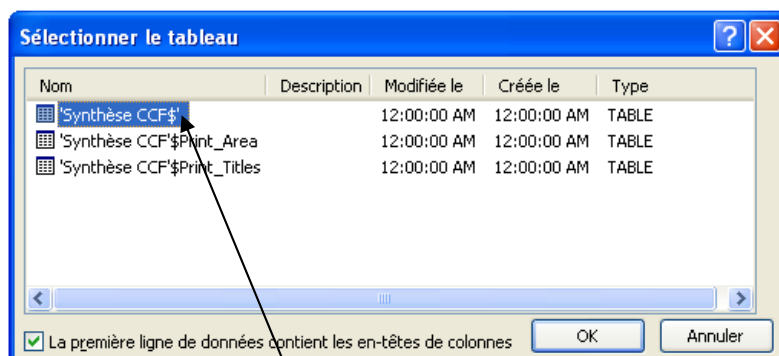 Sélectionner le tableau
Nom Description Modifiée le Créée le Type
'Synthèse CCF$' 12:00:00 AM 12:00:00 AM TABLE
'Synthèse CCF'$Print_Area 12:00:00 AM 12:00:00 AM TABLE
'Synthèse CCF'$Print_Titles 12:00:00 AM 12:00:00 AM TABLE
La première ligne de données contient les en-têtes de colonnes OK Annuler